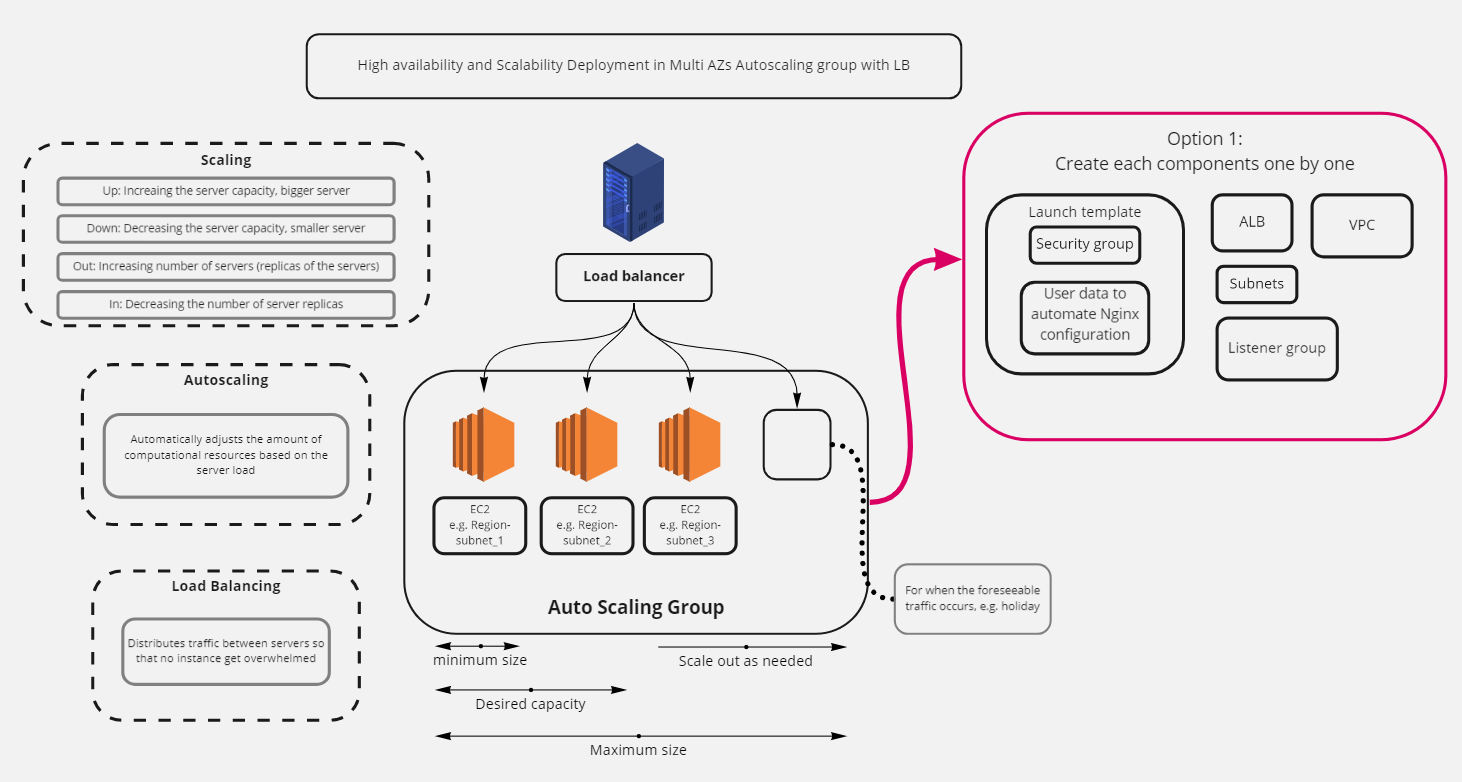 High availability and Scalability Deployment in Multi AZs Autoscaling group with LB
Scaling
Up: Increaing the server capacity, bigger server
Down: Decreasing the server capacity, smaller server
Out: Increasing number of servers (replicas of the servers)
In: Decreasing the number of server replicas
Autoscaling
Automatically adjusts the amount of
computational resources based on the
server load
Load Balancing
Distributes traffic between servers so
that no instance get overwhelmed
Load balancer
EC2
e.g. Region-
subnet_1
EC2
e.g. Region-
subnet_2
EC2
e.g. Region-
subnet_3
Auto Scaling Group
minimum size
Scale out as needed
Desired capacity
Maximum size
For when the foreseeable
traffic occurs, e.g. holiday
Option 1:
Create each components one by one
Launch template
Security group
User data to
automate Nginx
configuration
ALB
VPC
Subnets
Listener group